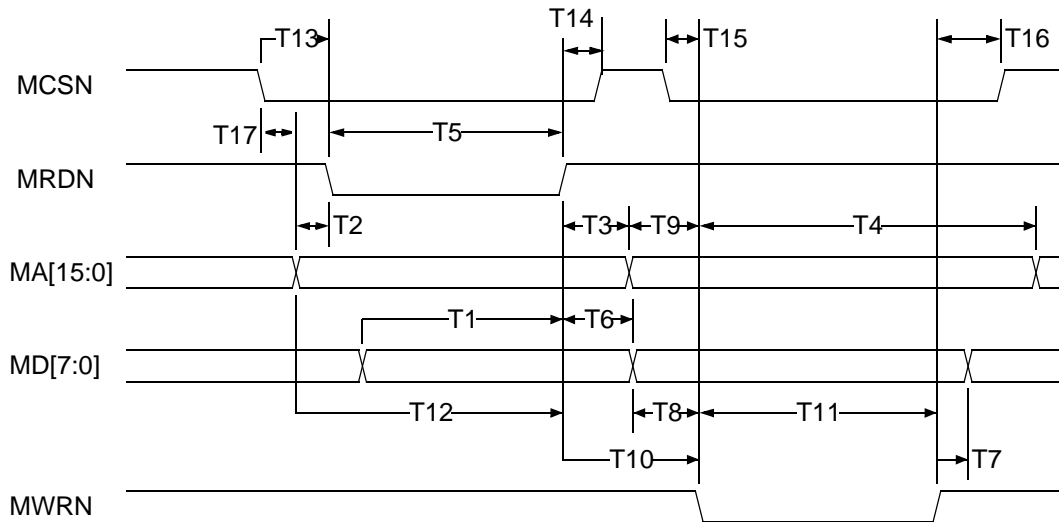 T14
T13
T15
T16
MCSN
T17
T5
MRDN
T2
T3
T9
T4
MA[15:0]
T1
T6
MD[7:0]
T12
T8
T11
T10
T7
MWRN